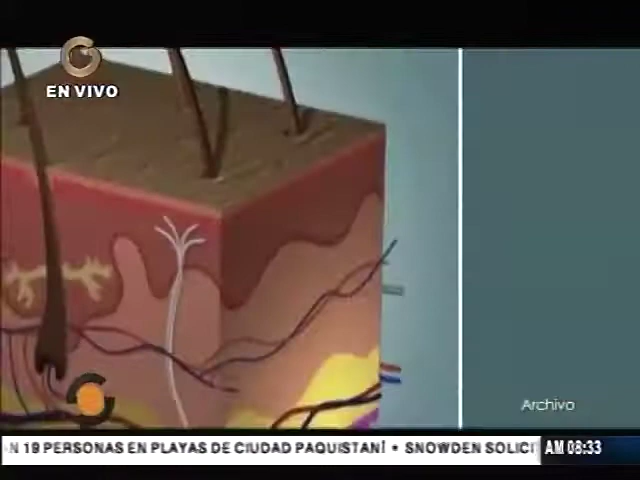 EN VIVO
Archivo
N 19 PERSONAS EN PLAYAS DE CIUDAD PAQUISTANÍ • SNOWDEN SOLICI
AM 08:33